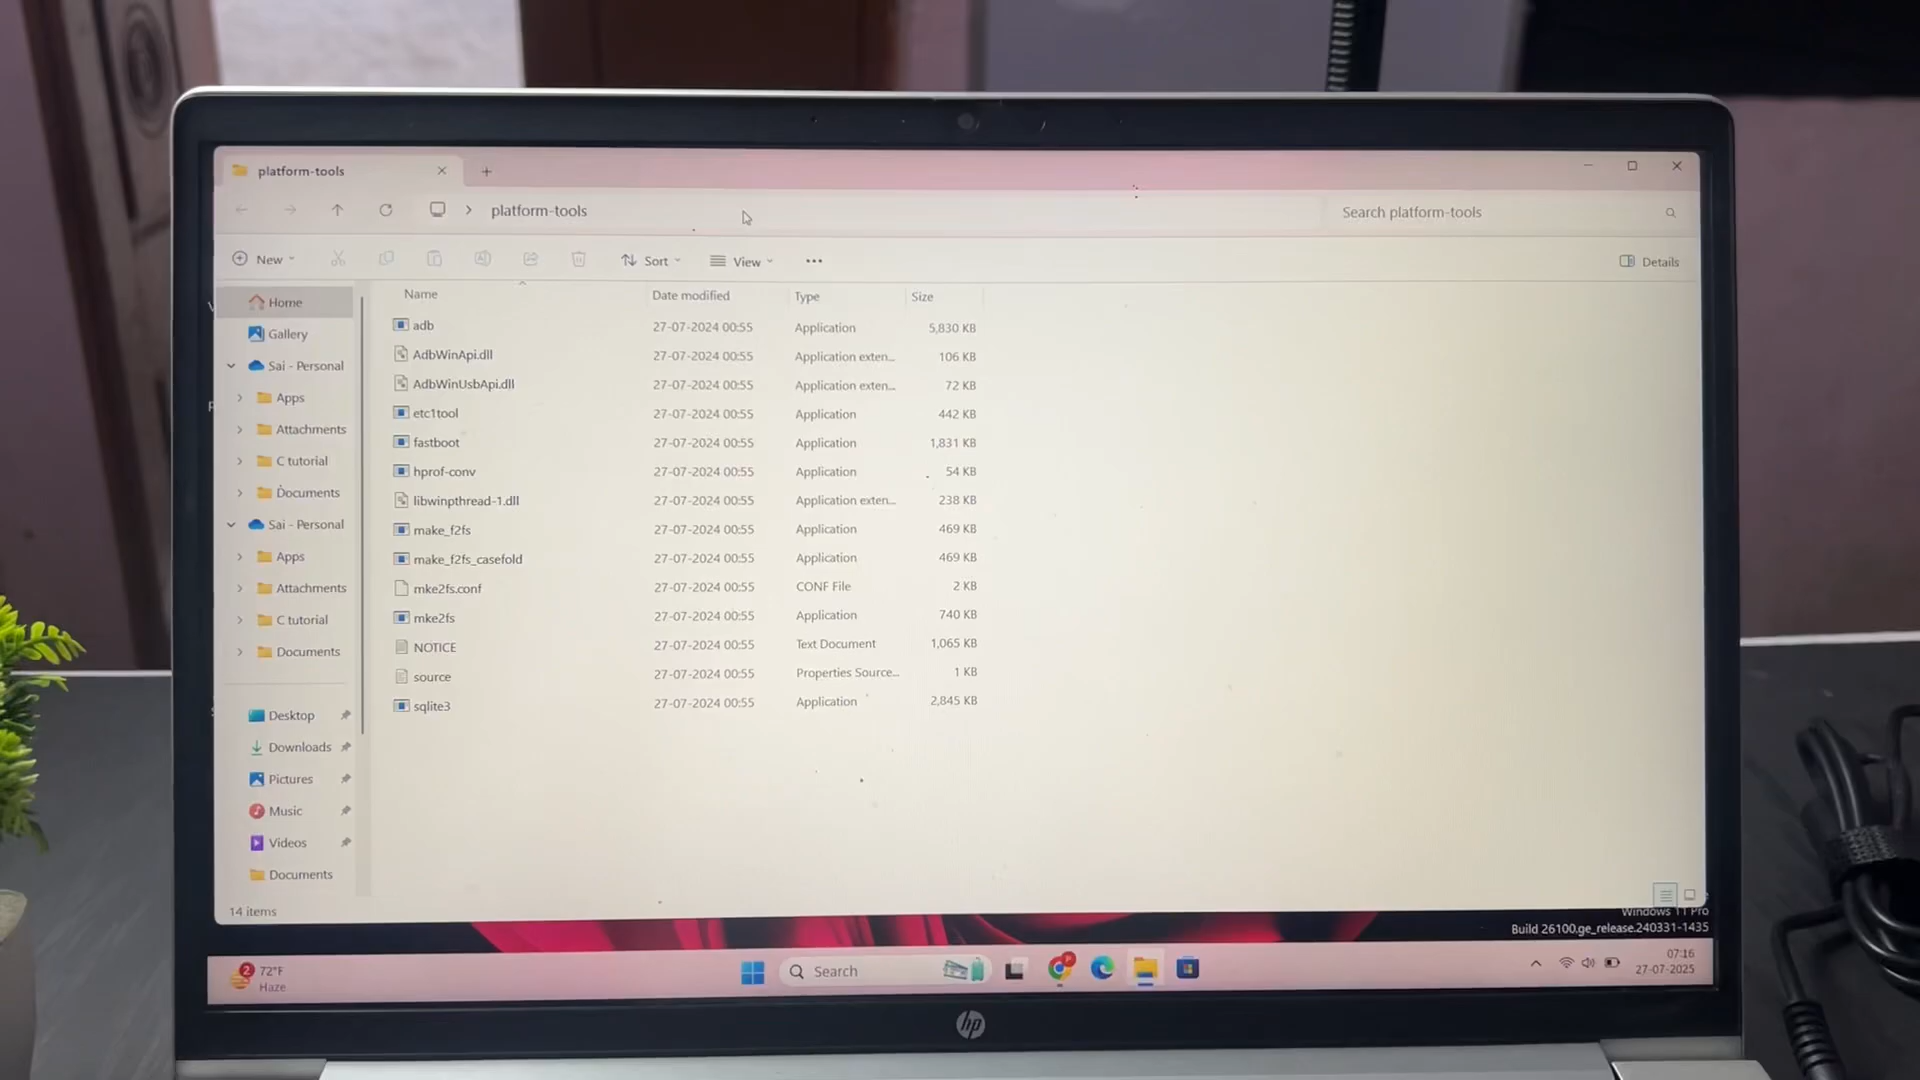 platform-tools
platform-tools
Search platform-tools
New
Sort
View
Details
Name Date modified Type Size
Home
Gallery
Sai - Personal
Apps
Attachments
C tutorial
Documents
Sai - Personal
Apps
Attachments
C tutorial
Documents
Desktop
Downloads
Pictures
Music
Videos
Documents
adb 27-07-2024 00:55 Application 5,830 KB
AdbWinApi.dll 27-07-2024 00:55 Application exten... 106 KB
AdbWinUsbApi.dll 27-07-2024 00:55 Application exten... 72 KB
etc1tool 27-07-2024 00:55 Application 442 KB
fastboot 27-07-2024 00:55 Application 1,831 KB
hprof-conv 27-07-2024 00:55 Application 54 KB
libwinpthread-1.dll 27-07-2024 00:55 Application exten... 238 KB
make_f2fs 27-07-2024 00:55 Application 469 KB
make_f2fs_casefold 27-07-2024 00:55 Application 469 KB
mke2fs.conf 27-07-2024 00:55 CONF File 2 KB
mke2fs 27-07-2024 00:55 Application 740 KB
NOTICE 27-07-2024 00:55 Text Document 1,065 KB
source 27-07-2024 00:55 Properties Source... 1 KB
sqlite3 27-07-2024 00:55 Application 2,845 KB
14 items
Windows 11 Pro
Build 26100.ge_release.240331-1435
2
72°F
Haze
Search
07:16
27-07-2025
hp